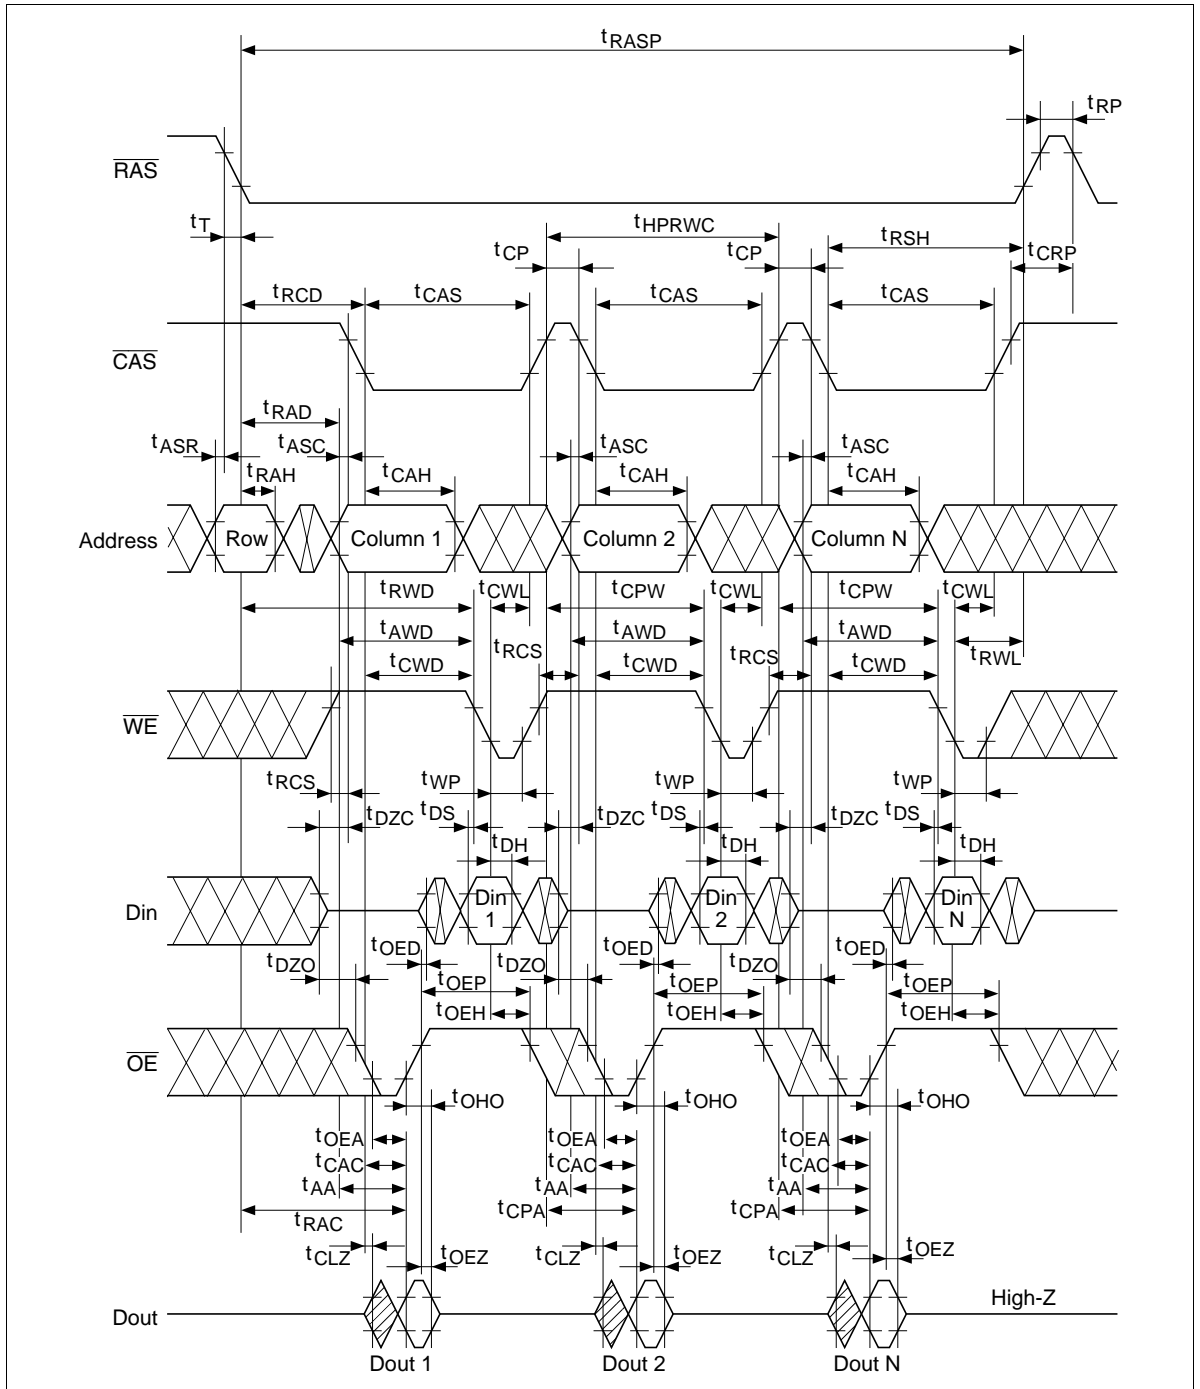 tRASP
tRP
RAS
tT
tHPRWC
tRSH
tCP
tCP
tCRP
tRCD
tCAS
tCAS
tCAS
CAS
tRAD
tASR
tASC
tASC
tASC
tRAH
tCAH
tCAH
tCAH
Address
Row
Column 1
Column 2
Column N
tRWD
tCWL
tCPW
tCWL
tCPW
tCWL
tAWD
tAWD
tAWD
tRCS
tRCS
tRWL
tCWD
tCWD
tCWD
WE
tRCS
tWP
tWP
tWP
tDZC
tDS
tDZC
tDS
tDZC
tDS
tDH
tDH
tDH
Din
Din 1
Din 2
Din N
tOED
tOED
tOED
tDZO
tDZO
tDZO
tOEP
tOEP
tOEP
tOEH
tOEH
tOEH
OE
tOHO
tOHO
tOHO
tOEA
tOEA
tOEA
tCAC
tCAC
tCAC
tAA
tAA
tAA
tRAC
tCPA
tCPA
tCLZ
tOEZ
tCLZ
tOEZ
tCLZ
tOEZ
High-Z
Dout
Dout 1
Dout 2
Dout N